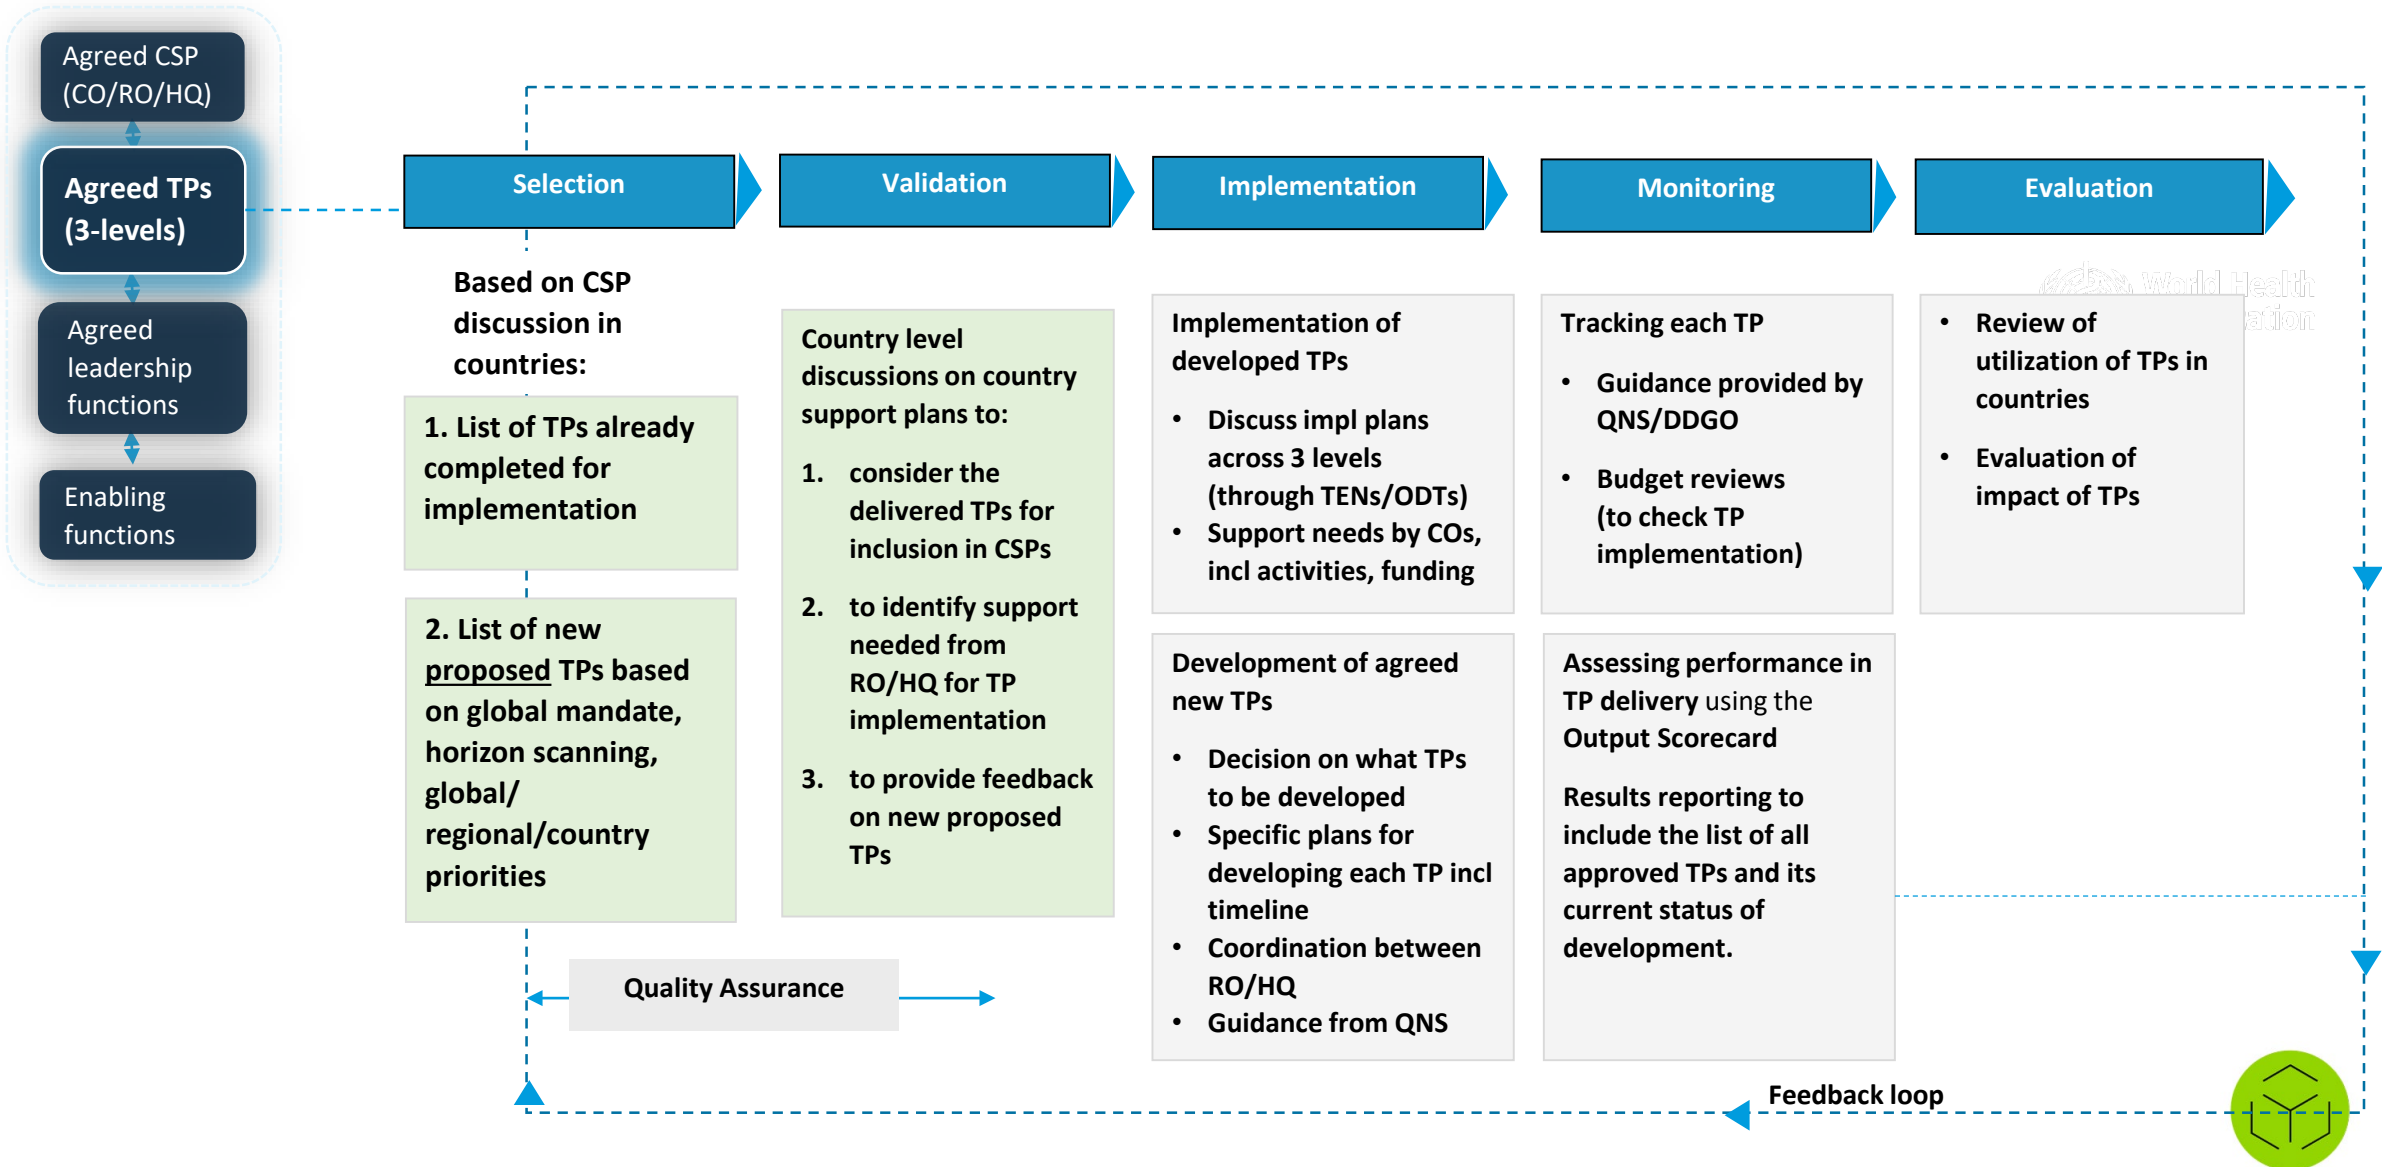 Agreed CSP
(CO/RO/HQ)
Agreed TPs
(3-levels)
Agreed
leadership
functions
Enabling
functions
Selection
Validation
Implementation
Monitoring
Evaluation
Based on CSP
discussion in
countries:
1. List of TPs already
completed for
implementation
2. List of new
proposed TPs based
on global mandate,
horizon scanning,
global/
regional/country
priorities
Quality Assurance
Country level
discussions on country
support plans to:
1. consider the
delivered TPs for
inclusion in CSPs
2. to identify support
needed from
RO/HQ for TP
implementation
3. to provide feedback
on new proposed
TPs
Implementation of
developed TPs
• Discuss impl plans
across 3 levels
(through TENs/ODTs)
• Support needs by COs,
incl activities, funding
Development of agreed
new TPs
• Decision on what TPs
to be developed
• Specific plans for
developing each TP incl
timeline
• Coordination between
RO/HQ
• Guidance from QNS
Tracking each TP
• Guidance provided by
QNS/DDGO
• Budget reviews
(to check TP
implementation)
Assessing performance in
TP delivery using the
Output Scorecard
Results reporting to
include the list of all
approved TPs and its
current status of
development.
World Health
• Review of
utilization of TPs in
countries
• Evaluation of
impact of TPs
Feedback loop